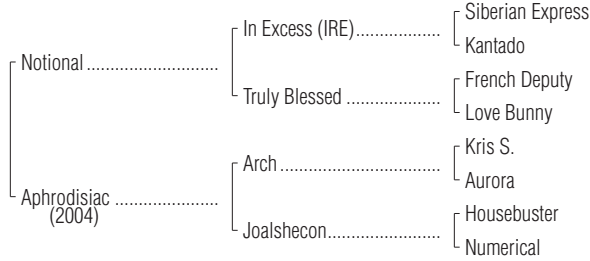 Siberian Express
In Excess (IRE)....................
Kantado
Notional ...............................
French Deputy
Truly Blessed ......................
Love Bunny
Kris S.
Arch .....................................
Aurora
Aphrodisiac ........................
(2004)
Housebuster
Joalshecon..........................
Numerical